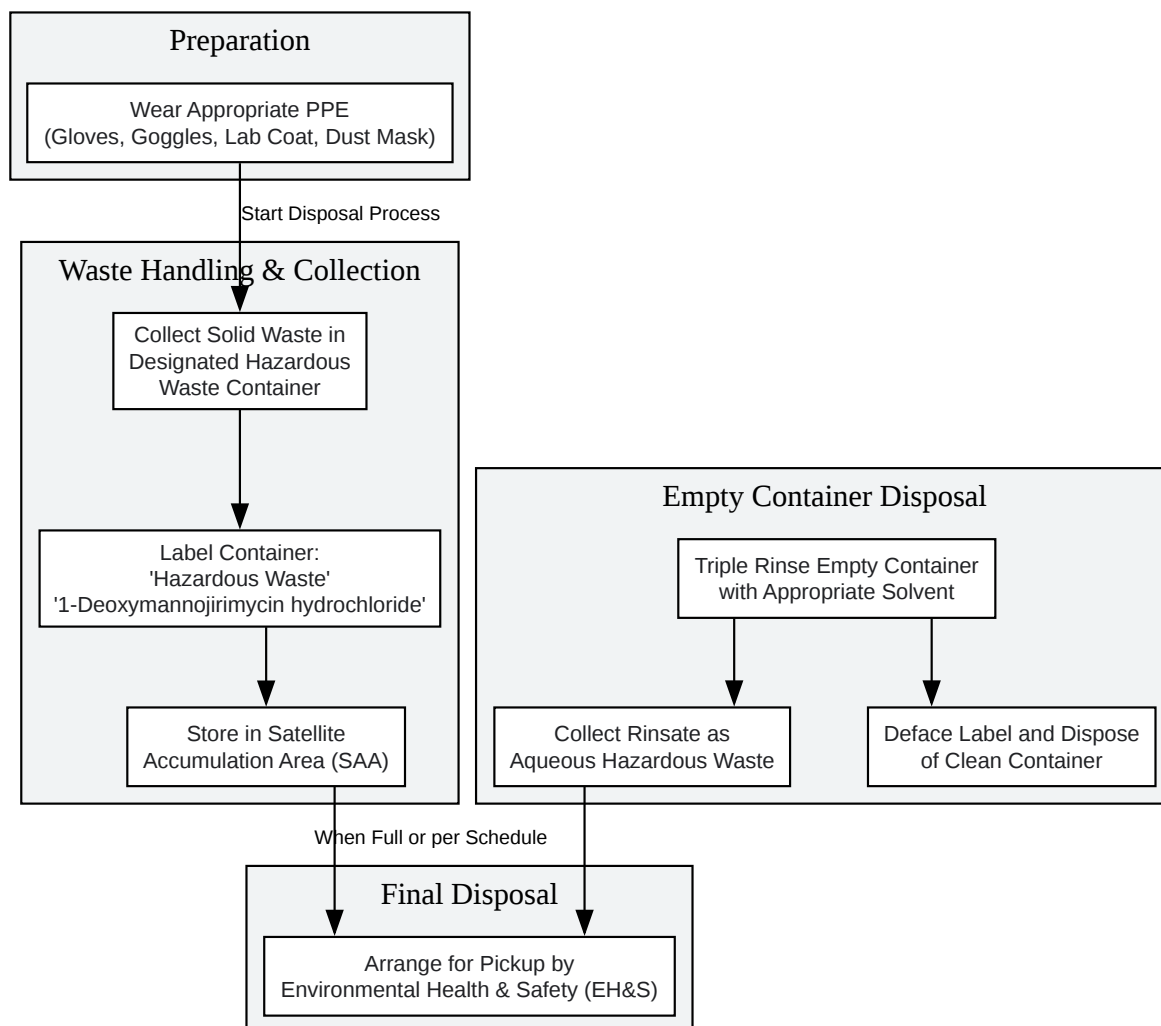 Preparation
Wear Appropriate PPE
(Gloves, Goggles, Lab Coat, Dust Mask)
Start Disposal Process
Waste Handling & Collection
Collect Solid Waste in
Designated Hazardous
Waste Container
Label Container:
'Hazardous Waste'
'1-Deoxymannojirimycin hydrochloride'
Store in Satellite
Accumulation Area (SAA)
Empty Container Disposal
Triple Rinse Empty Container
with Appropriate Solvent
Collect Rinsate as
Aqueous Hazardous Waste
Deface Label and Dispose
of Clean Container
When Full or per Schedule
Final Disposal
Arrange for Pickup by
Environmental Health & Safety (EH&S)